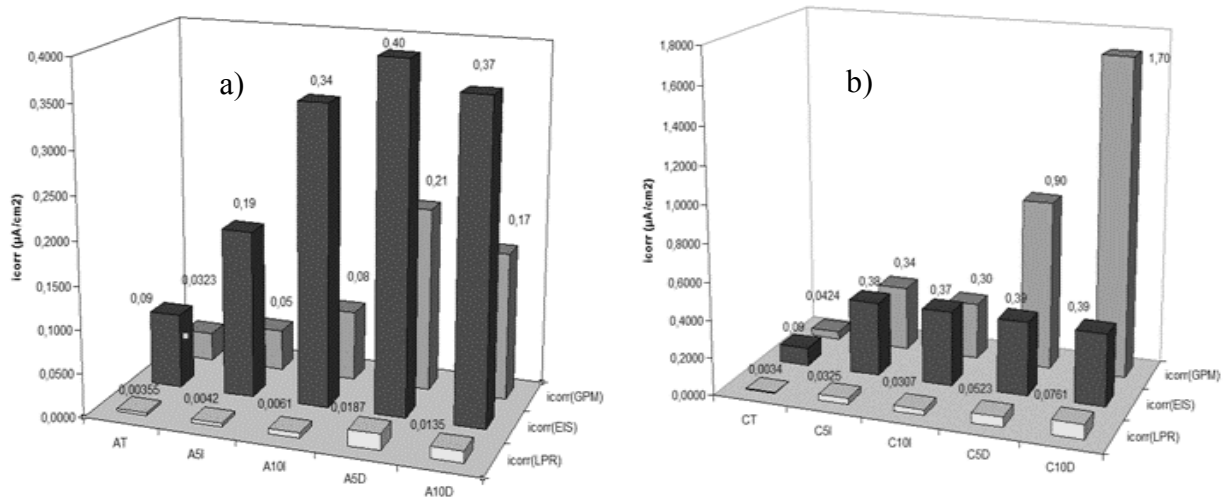 a)
0,4000
0,3500
0,3000
0,2500
0,2000
0,1500
0,1000
0,0500
0,0000
icorr (µA/cm2)
0,09
0,19
0,34
0,40
0,37
0,0323
0,05
0,08
0,21
0,17
0,00355
0,0042
0,0061
0,0187
0,0135
AT
A5I
A10I
A5D
A10D
icorr(GPM)
icorr(EIS)
icorr(LPR)
b)
1,8000
1,6000
1,4000
1,2000
1,0000
0,8000
0,6000
0,4000
0,2000
0,0000
icorr (µA/cm2)
0,0424
0,34
0,30
0,90
1,70
0,09
0,38
0,37
0,39
0,39
0,0034
0,0325
0,0307
0,0523
0,0761
CT
C5I
C10I
C5D
C10D
icorr(GPM)
icorr(EIS)
icorr(LPR)